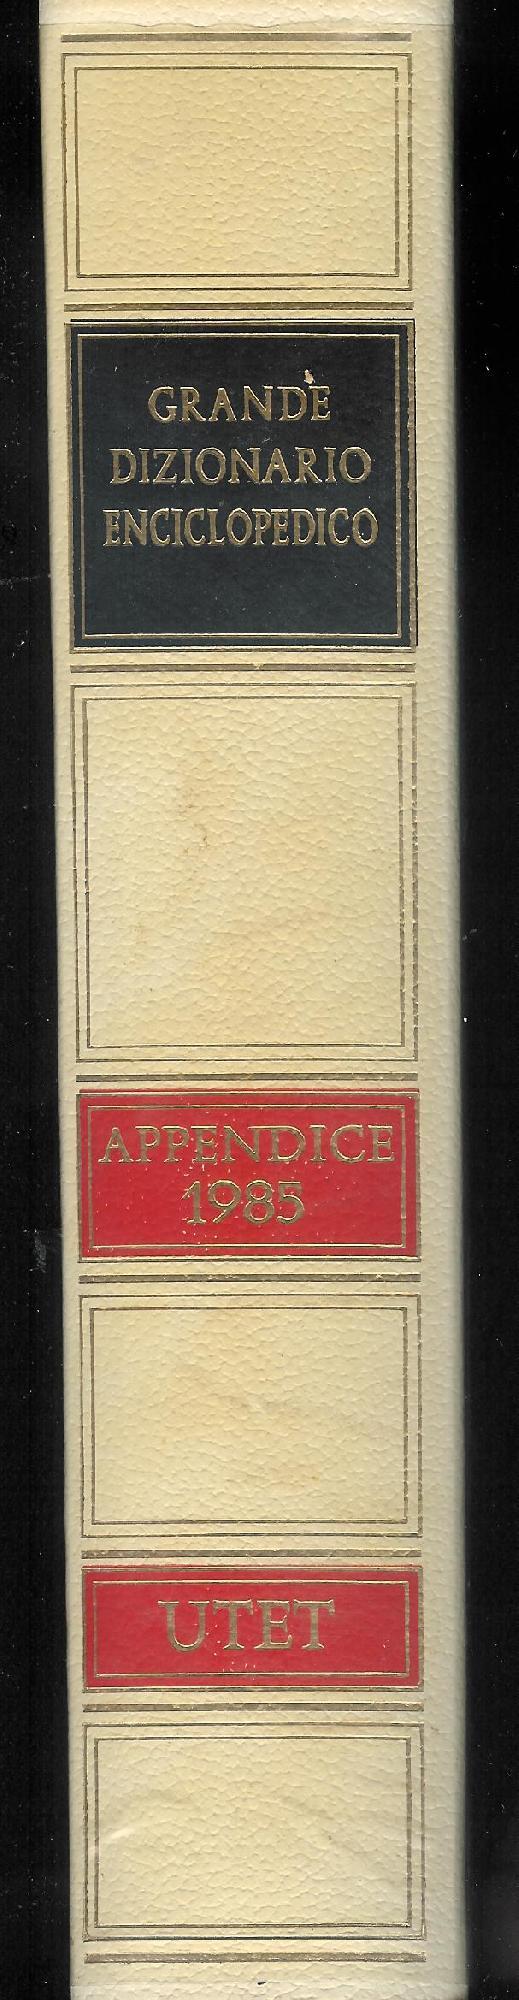 GRANDE
DIZIONARIO
ENCICLOPEDICO
APPENDICE
1985
UTET